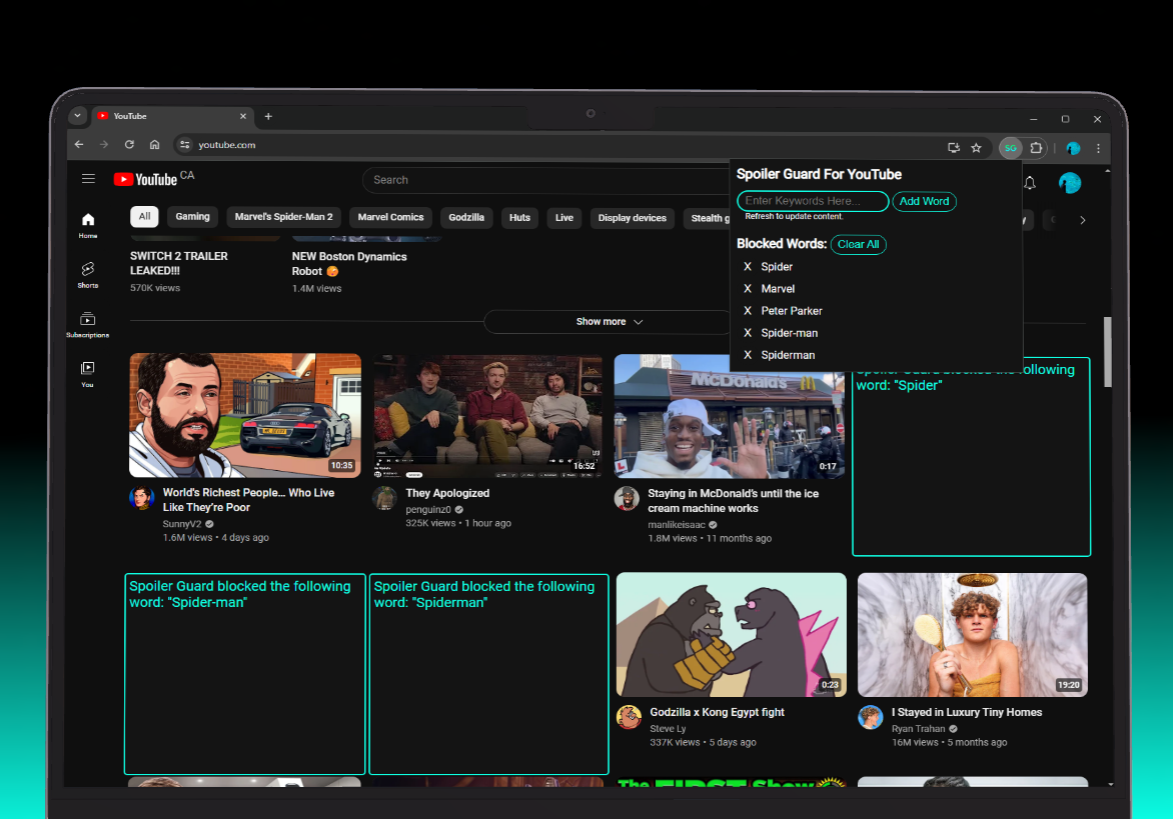 YouTube
youtube.com
SG
YouTube CA
Search
Spoiler Guard For YouTube
Enter Keywords Here...
Add Word
Refresh to update content.
All
Gaming
Marvel's Spider-Man 2
Marvel Comics
Godzilla
Huts
Live
Display devices
Stealth g
Blocked Words:
Clear All
X Spider
X Marvel
X Peter Parker
X Spider-man
X Spiderman
Home
Shorts
Subscriptions
You
SWITCH 2 TRAILER
LEAKED!!!
570K views
NEW Boston Dynamics
Robot
1.4M views
Show more
10:35
16:52
McDonald's
L
0:17
Spoiler Guard blocked the following
word: "Spider"
World's Richest People... Who Live
Like They're Poor
SunnyV2
1.6M views • 4 days ago
They Apologized
penguinz0
325K views • 1 hour ago
Staying in McDonald's until the ice
cream machine works
manlikeisaac
1.8M views • 11 months ago
Spoiler Guard blocked the following
word: "Spider-man"
Spoiler Guard blocked the following
word: "Spiderman"
0:23
19:20
Godzilla x Kong Egypt fight
Steve Ly
337K views • 5 days ago
I Stayed in Luxury Tiny Homes
Ryan Trahan
16M views • 5 months ago
The FIRST Show